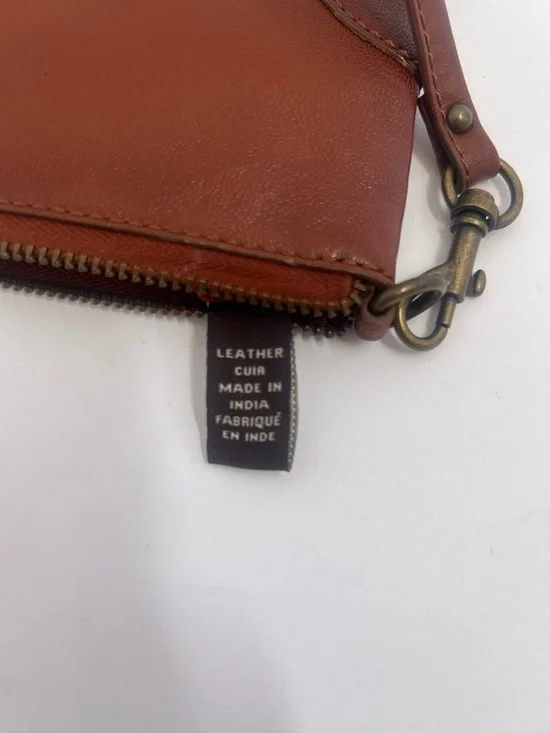 LEATHER
CUIR
MADE IN
INDIA
FABRIQUÉ
EN INDE